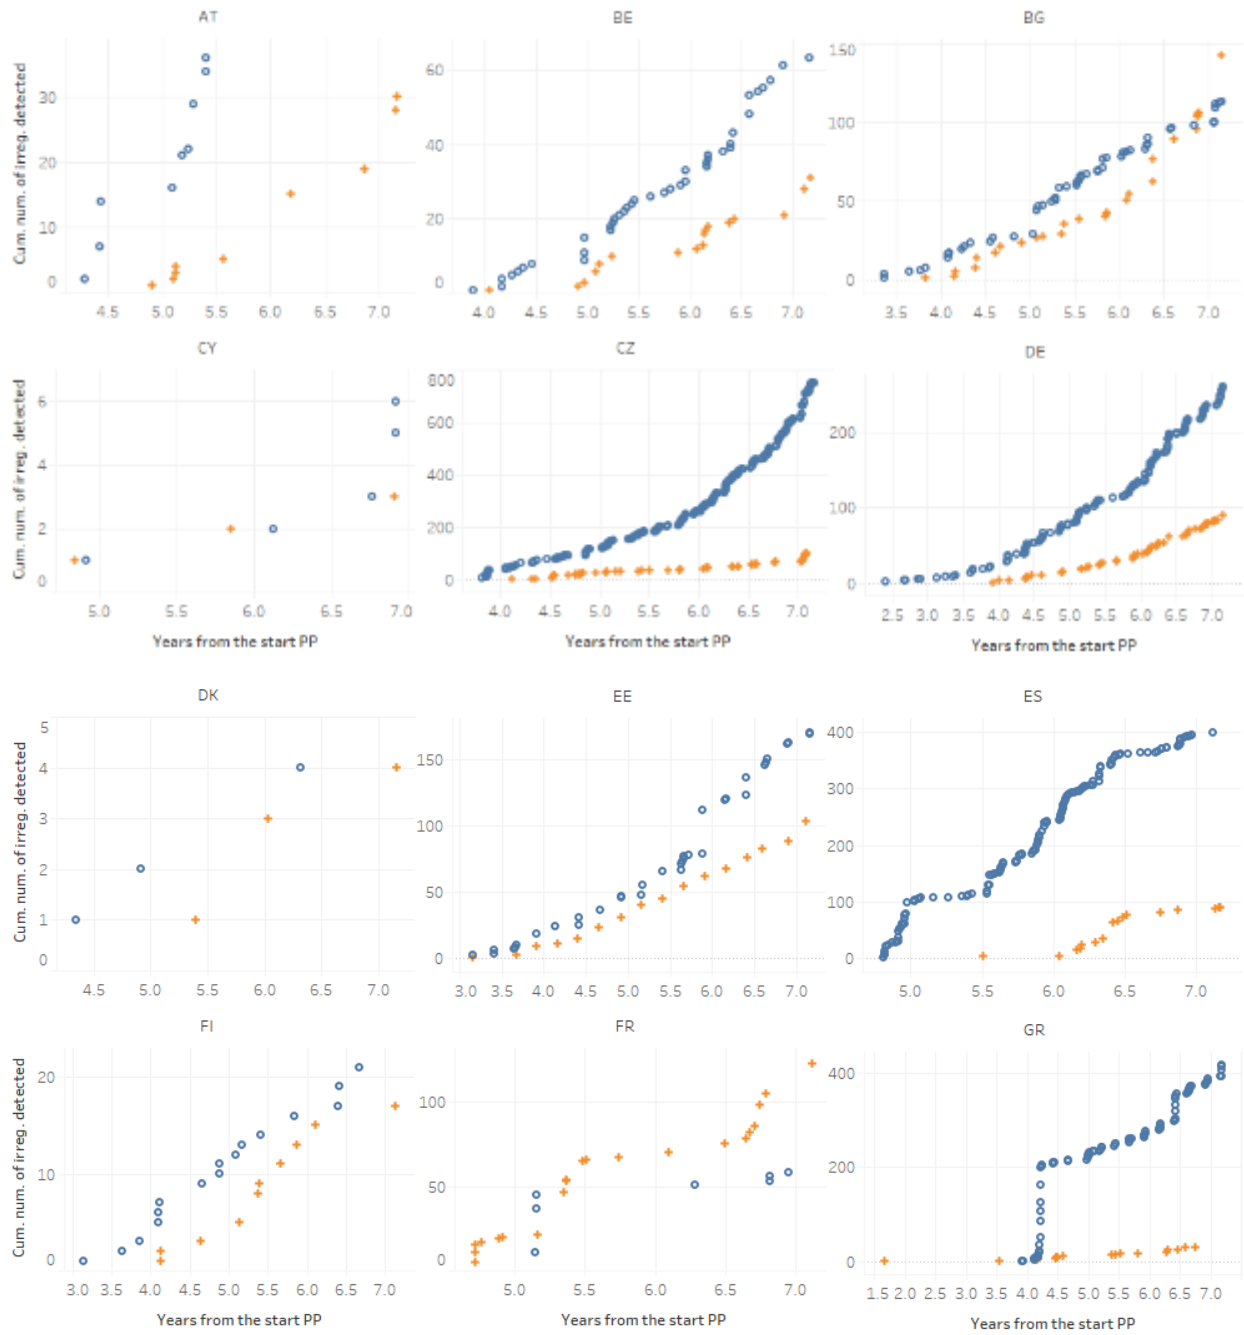 AT BE BG
Cum. num. of irreg. detected
30
20
10
0
4.5 5.0 5.5 6.0 6.5 7.0
60
40
20
0
4.0 4.5 5.0 5.5 6.0 6.5 7.0
150
100
50
0
3.5 4.0 4.5 5.0 5.5 6.0 6.5 7.0
CY CZ DE
Cum. num. of irreg. detected
6
4
2
0
5.0 5.5 6.0 6.5 7.0
800
600
400
200
0
4.0 4.5 5.0 5.5 6.0 6.5 7.0
200
100
0
2.5 3.0 3.5 4.0 4.5 5.0 5.5 6.0 6.5 7.0
Years from the start PP Years from the start PP Years from the start PP
DK EE ES
Cum. num. of irreg. detected
5
4
3
2
1
0
4.5 5.0 5.5 6.0 6.5 7.0
150
100
50
0
3.0 3.5 4.0 4.5 5.0 5.5 6.0 6.5 7.0
400
300
200
100
0
5.0 5.5 6.0 6.5 7.0
FI FR GR
Cum. num. of irreg. detected
20
10
0
3.0 3.5 4.0 4.5 5.0 5.5 6.0 6.5 7.0
100
50
0
5.0 5.5 6.0 6.5 7.0
400
200
0
1.5 2.0 2.5 3.0 3.5 4.0 4.5 5.0 5.5 6.0 6.5 7.0
Years from the start PP Years from the start PP Years from the start PP